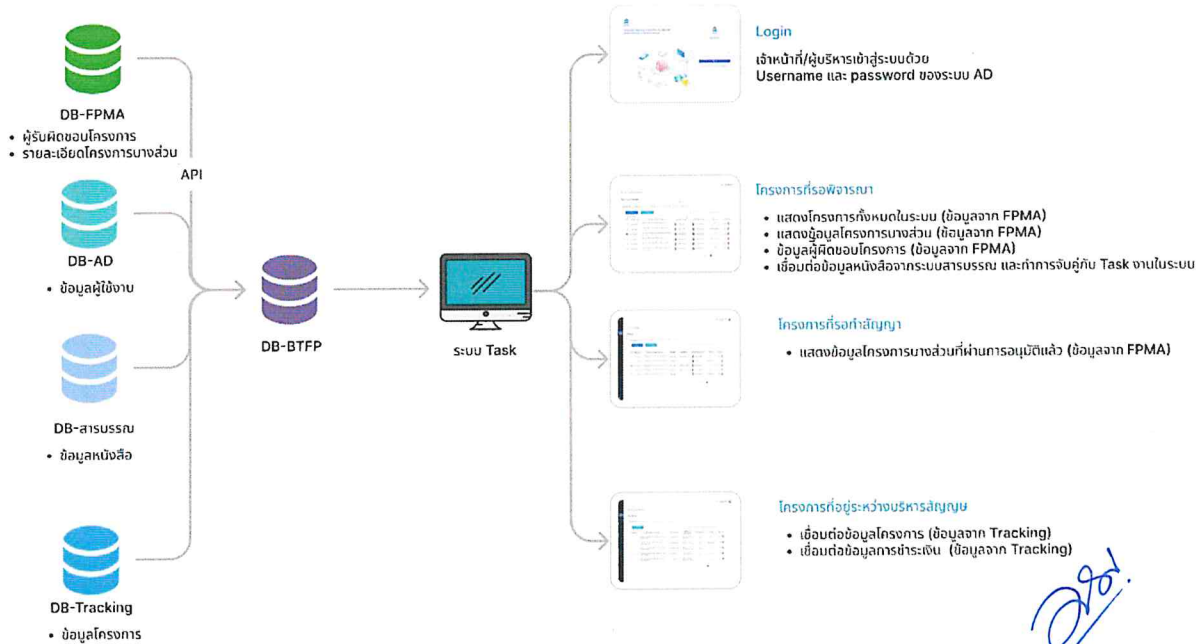 DB-FPMA
• ผู้รับผิดชอบโครงการ
• รายละเอียดโครงการบางส่วน
API
DB-AD
• ข้อมูลผู้ใช้งาน
DB-สารบรรณ
• ข้อมูลหนังสือ
DB-Tracking
• ข้อมูลโครงการ
DB-BTFP
ระบบ Task
Login
เจ้าหน้าที่/ผู้บริหารเข้าสู่ระบบด้วย
Username และ password ของระบบ AD
โครงการที่รอพิจารณา
• แสดงโครงการทั้งหมดในระบบ (ข้อมูลจาก FPMA)
• แสดงข้อมูลโครงการบางส่วน (ข้อมูลจาก FPMA)
• ข้อมูลผู้ผิดชอบโครงการ (ข้อมูลจาก FPMA)
• เชื่อมต่อข้อมูลหนังสือจากระบบสารบรรณ และทำการจับคู่กับ Task งานในระบบ
โครงการที่รอทำสัญญา
• แสดงข้อมูลโครงการบางส่วนที่ผ่านการอนุมัติแล้ว (ข้อมูลจาก FPMA)
โครงการที่อยู่ระหว่างบริหารสัญญษ
• เชื่อมต่อข้อมูลโครงการ (ข้อมูลจาก Tracking)
• เชื่อมต่อข้อมูลการชำระเงิน (ข้อมูลจาก Tracking)